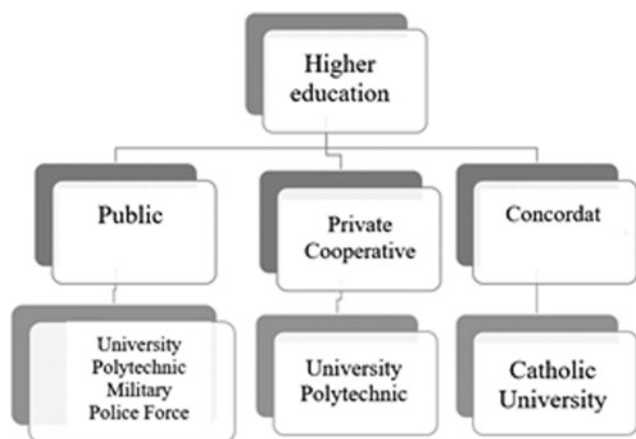 Higher
education
Public
Private
Cooperative
Concordat
University
Polytechnic
Military
Police Force
University
Polytechnic
Catholic
University